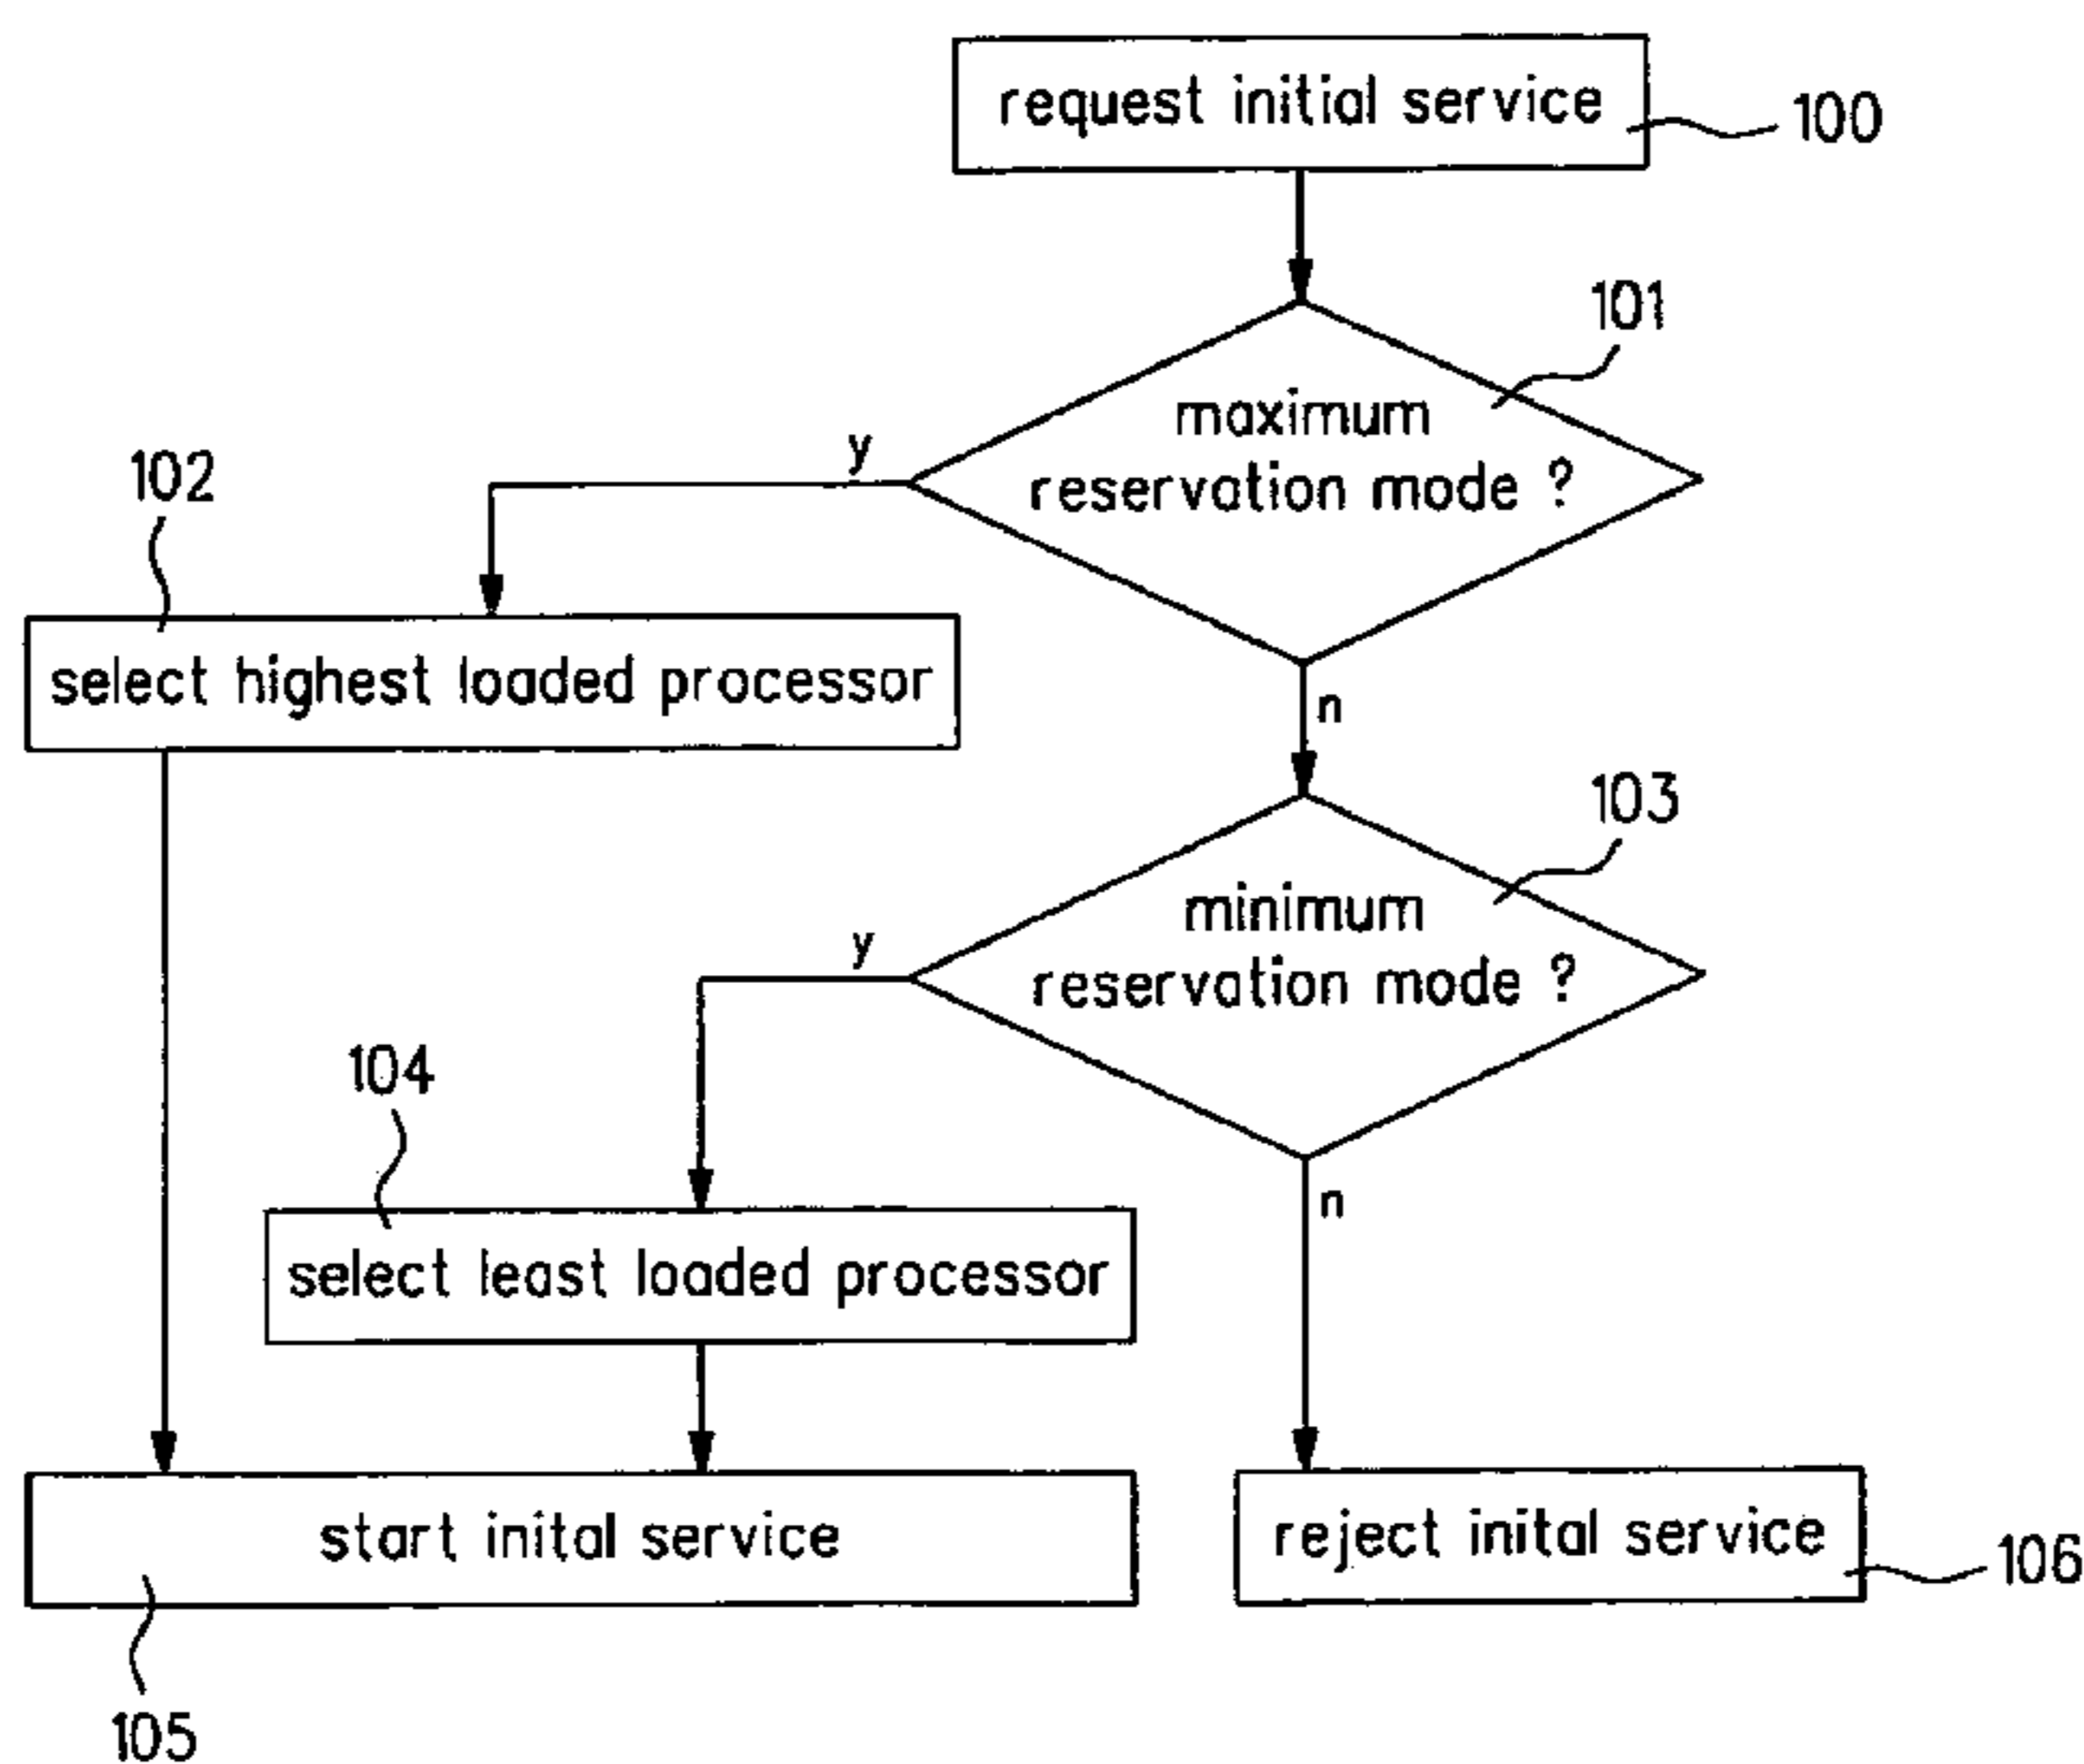 request initial service
100
101
maximum
reservation mode ?
y
102
select highest loaded processor
n
103
minimum
reservation mode ?
y
104
select least loaded processor
n
start inital service
reject inital service
106
105